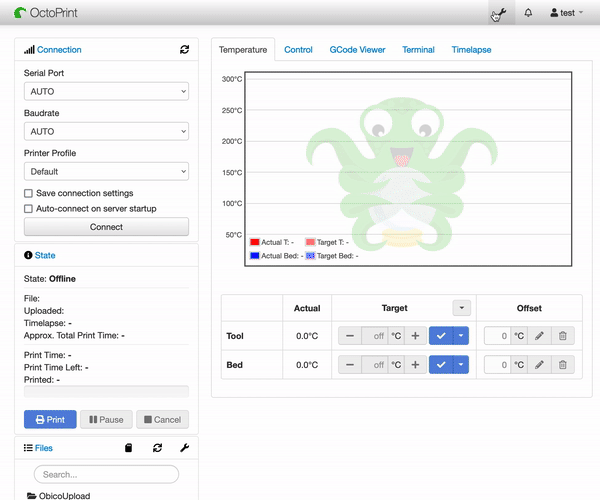 OctoPrint
test
Connection
Serial Port
AUTO
Baudrate
AUTO
Printer Profile
Default
Save connection settings
Auto-connect on server startup
Connect
State
State: Offline
File:
Uploaded:
Timelapse: -
Approx. Total Print Time: -
Print Time: -
Print Time Left: -
Printed: -
Print
Pause
Cancel
Files
Search...
ObicoUpload
Temperature
Control
GCode Viewer
Terminal
Timelapse
300°C
250°C
200°C
150°C
100°C
50°C
Actual T: -
Target T: -
Actual Bed: -
Target Bed: -
Actual
Target
Offset
Tool
0.0°C
off °C
0 °C
Bed
0.0°C
off °C
0 °C